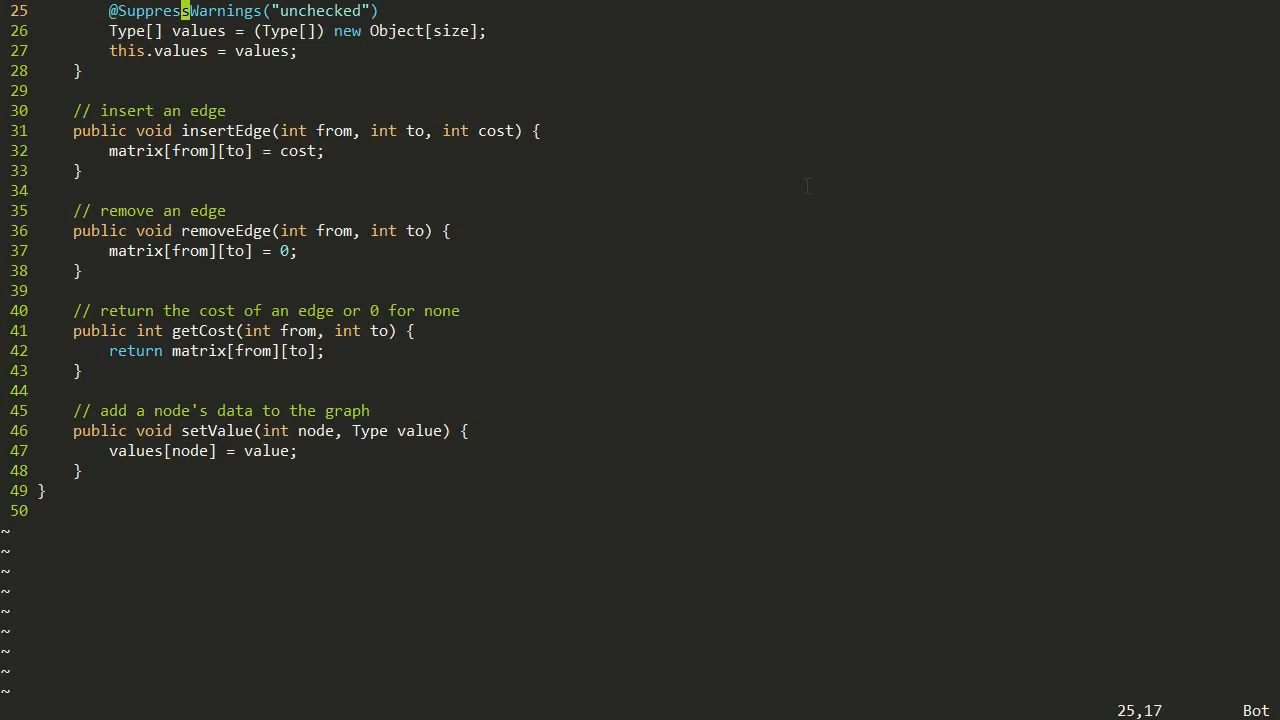 25         @SuppressWarnings("unchecked")
26         Type[] values = (Type[]) new Object[size];
27         this.values = values;
28     }
29
30     // insert an edge
31     public void insertEdge(int from, int to, int cost) {
32         matrix[from][to] = cost;
33     }
34
35     // remove an edge
36     public void removeEdge(int from, int to) {
37         matrix[from][to] = 0;
38     }
39
40     // return the cost of an edge or 0 for none
41     public int getCost(int from, int to) {
42         return matrix[from][to];
43     }
44
45     // add a node's data to the graph
46     public void setValue(int node, Type value) {
47         values[node] = value;
48     }
49 }
50
~
~
~
~
~
~
~
~
~
25,17 Bot